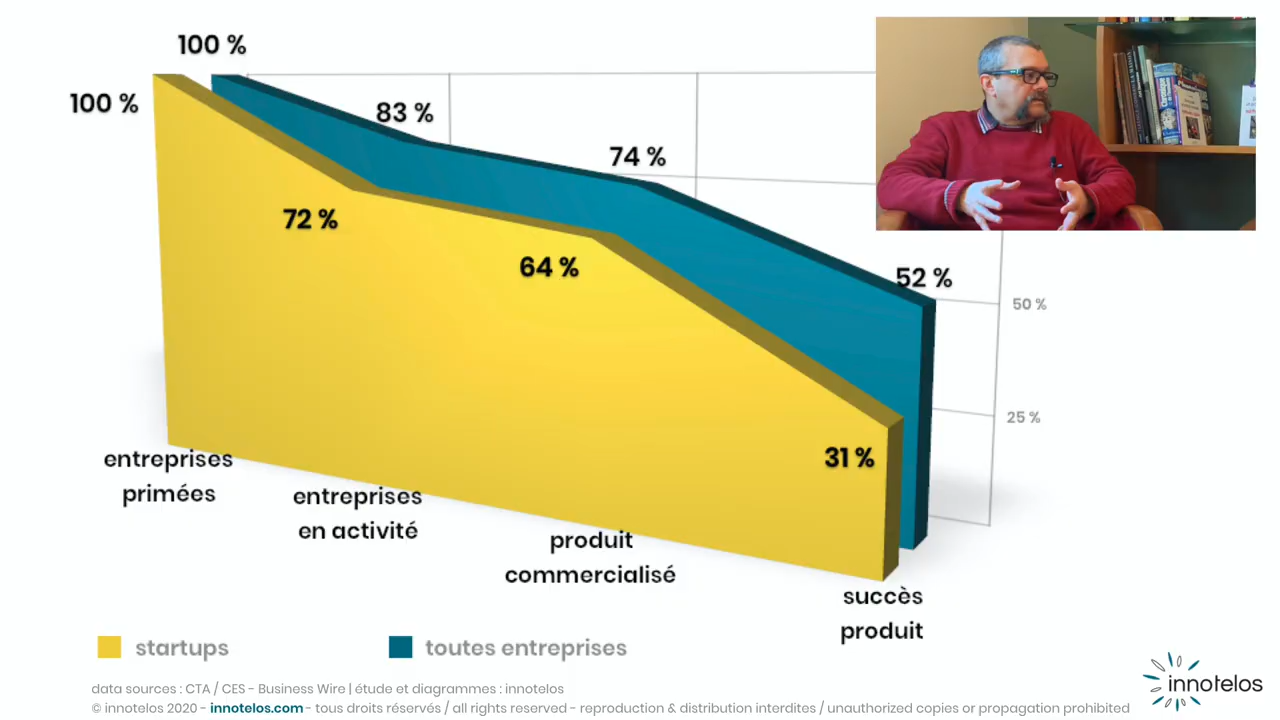 100 %
100 %
83 %
74 %
72 %
64 %
52 %
50 %
25 %
31 %
entreprises
primées
entreprises
en activité
produit
commercialisé
succès
produit
startups
toutes entreprises
data sources : CTA / CES - Business Wire | étude et diagrammes : innotelos
© innotelos 2020 - innotelos.com - tous droits réservés / all rights reserved - reproduction & distribution interdites / unauthorized copies or propagation prohibited
innotelos